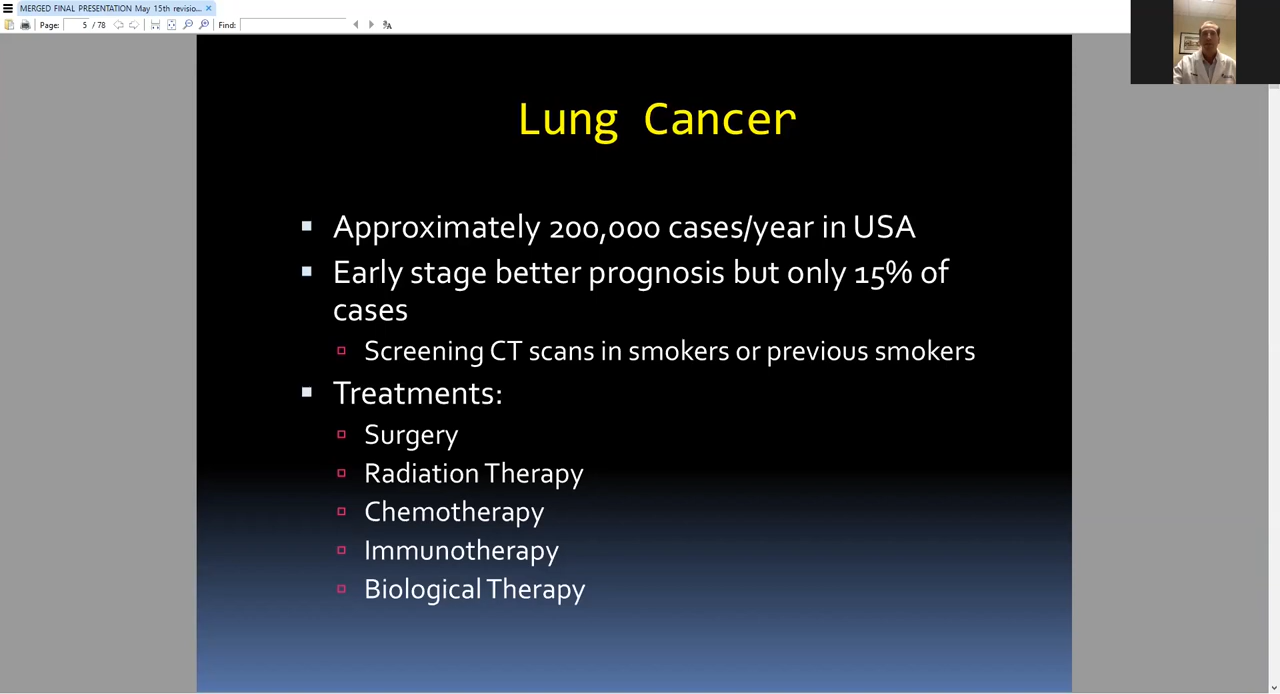 MERGED FINAL PRESENTATION May 15th revisio...
Page: 5 / 78 Find:
Lung Cancer
Approximately 200,000 cases/year in USA
Early stage better prognosis but only 15% of
cases
Screening CT scans in smokers or previous smokers
Treatments:
Surgery
Radiation Therapy
Chemotherapy
Immunotherapy
Biological Therapy